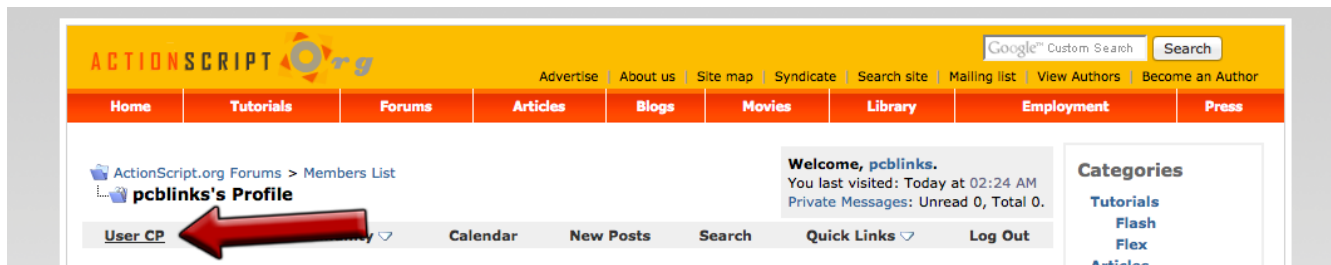 ACTIONSCRIPT.org
Google™ Custom Search Search
Advertise | About us | Site map | Syndicate | Search site | Mailing list | View Authors | Become an Author
Home Tutorials Forums Articles Blogs Movies Library Employment Press
ActionScript.org Forums > Members List
pcblinks's Profile
Welcome, pcblinks.
You last visited: Today at 02:24 AM
Private Messages: Unread 0, Total 0.
User CP Calendar New Posts Search Quick Links Log Out
Categories
Tutorials
Flash
Flex
Articles